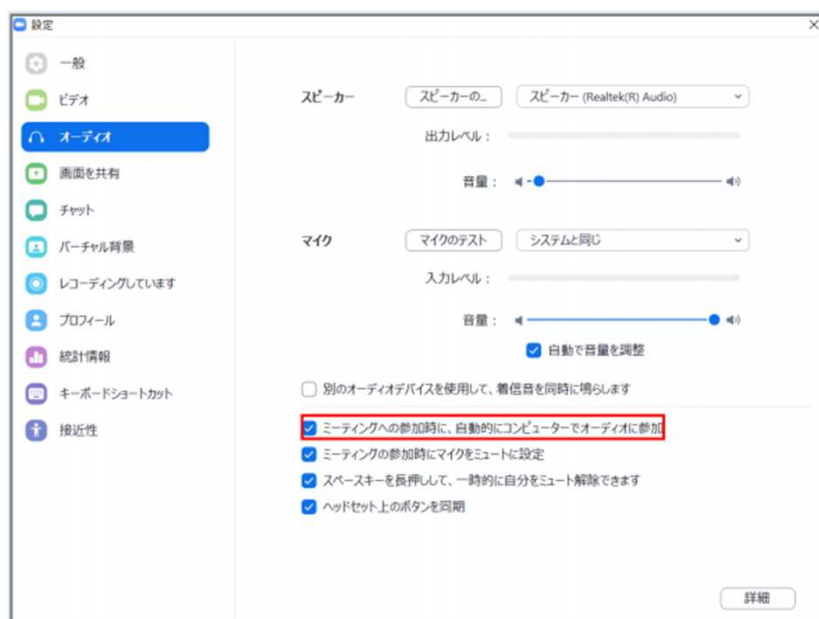 設定
一般
ビデオ
オーディオ
画面を共有
チャット
バーチャル背景
レコーディングしています
プロフィール
統計情報
キーボードショートカット
接近性
スピーカー
スピーカーの...
スピーカー (Realtek(R) Audio)
出力レベル：
音量：
マイク
マイクのテスト
システムと同じ
入力レベル：
音量：
自動で音量を調整
別のオーディオデバイスを使用して、着信音を同時に鳴らします
ミーティングへの参加時に、自動的にコンピューターでオーディオに参加
ミーティングの参加時にマイクをミュートに設定
スペースキーを長押しして、一時的に自分をミュート解除できます
ヘッドセット上のボタンを同期
詳細